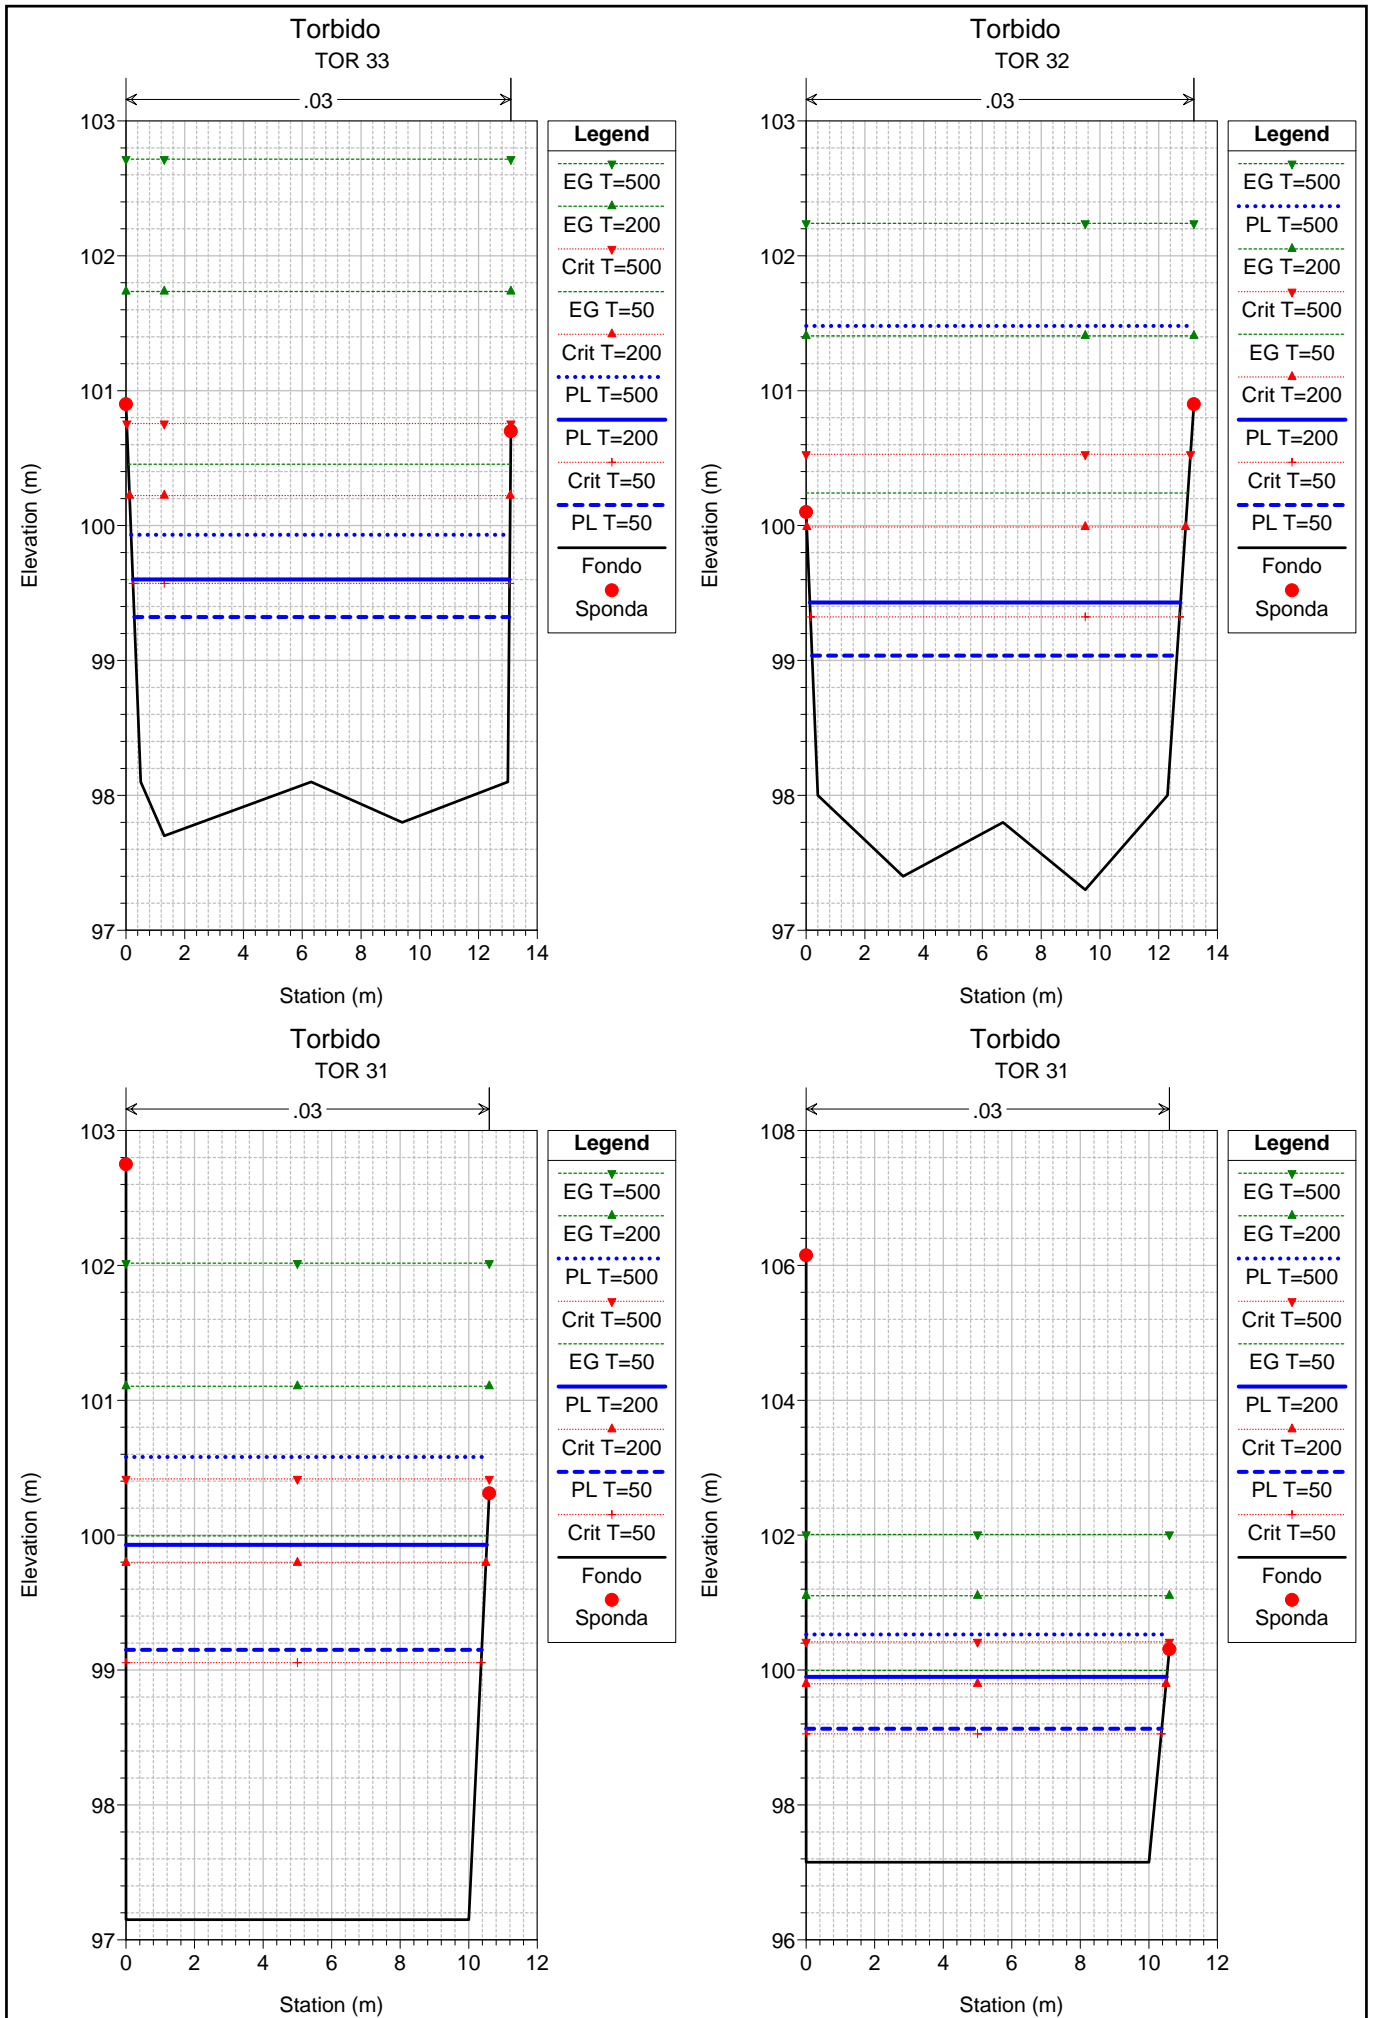 Torbido
TOR 33
.03
103
102
101
100
99
98
97
Elevation (m)
0 2 4 6 8 10 12 14
Station (m)
Legend
EG T=500
EG T=200
Crit T=500
EG T=50
Crit T=200
PL T=500
PL T=200
Crit T=50
PL T=50
Fondo
Sponda
Torbido
TOR 32
.03
103
102
101
100
99
98
97
Elevation (m)
0 2 4 6 8 10 12 14
Station (m)
Legend
EG T=500
PL T=500
EG T=200
Crit T=500
EG T=50
Crit T=200
PL T=200
Crit T=50
PL T=50
Fondo
Sponda
Torbido
TOR 31
.03
103
102
101
100
99
98
97
Elevation (m)
0 2 4 6 8 10 12
Station (m)
Legend
EG T=500
EG T=200
PL T=500
Crit T=500
EG T=50
PL T=200
Crit T=200
PL T=50
Crit T=50
Fondo
Sponda
Torbido
TOR 31
.03
108
106
104
102
100
98
96
Elevation (m)
0 2 4 6 8 10 12
Station (m)
Legend
EG T=500
EG T=200
PL T=500
Crit T=500
EG T=50
PL T=200
Crit T=200
PL T=50
Crit T=50
Fondo
Sponda